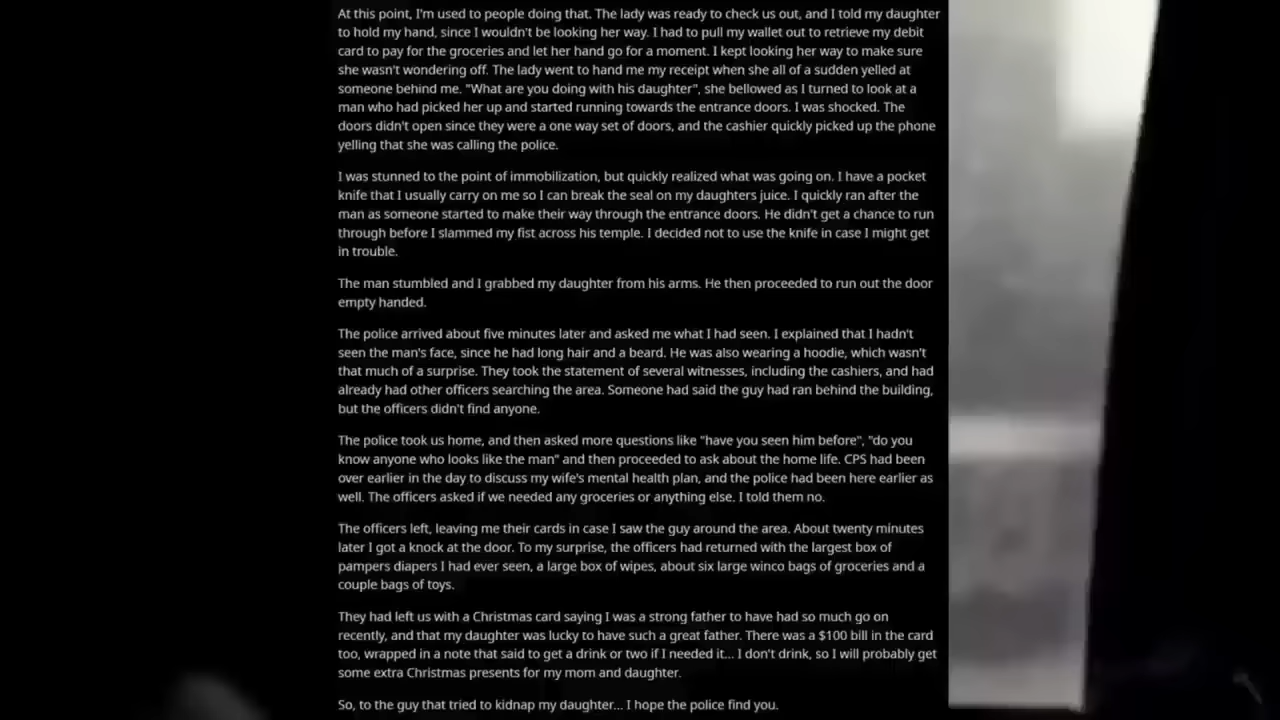 At this point, I'm used to people doing that. The lady was ready to check us out, and I told my daughter
to hold my hand, since I wouldn't be looking her way. I had to pull my wallet out to retrieve my debit
card to pay for the groceries and let her hand go for a moment. I kept looking her way to make sure
she wasn't wondering off. The lady went to hand me my receipt when she all of a sudden yelled at
someone behind me. "What are you doing with his daughter", she bellowed as I turned to look at a
man who had picked her up and started running towards the entrance doors. I was shocked. The
doors didn't open since they were a one way set of doors, and the cashier quickly picked up the phone
yelling that she was calling the police.
I was stunned to the point of immobilization, but quickly realized what was going on. I have a pocket
knife that I usually carry on me so I can break the seal on my daughters juice. I quickly ran after the
man as someone started to make their way through the entrance doors. He didn't get a chance to run
through before I slammed my fist across his temple. I decided not to use the knife in case I might get
in trouble.
The man stumbled and I grabbed my daughter from his arms. He then proceeded to run out the door
empty handed.
The police arrived about five minutes later and asked me what I had seen. I explained that I hadn't
seen the man's face, since he had long hair and a beard. He was also wearing a hoodie, which wasn't
that much of a surprise. They took the statement of several witnesses, including the cashiers, and had
already had other officers searching the area. Someone had said the guy had ran behind the building,
but the officers didn't find anyone.
The police took us home, and then asked more questions like "have you seen him before", "do you
know anyone who looks like the man" and then proceeded to ask about the home life. CPS had been
over earlier in the day to discuss my wife's mental health plan, and the police had been here earlier as
well. The officers asked if we needed any groceries or anything else. I told them no.
The officers left, leaving me their cards in case I saw the guy around the area. About twenty minutes
later I got a knock at the door. To my surprise, the officers had returned with the largest box of
pampers diapers I had ever seen, a large box of wipes, about six large winco bags of groceries and a
couple bags of toys.
They had left us with a Christmas card saying I was a strong father to have had so much go on
recently, and that my daughter was lucky to have such a great father. There was a $100 bill in the card
too, wrapped in a note that said to get a drink or two if I needed it... I don't drink, so I will probably get
some extra Christmas presents for my mom and daughter.
So, to the guy that tried to kidnap my daughter... I hope the police find you.